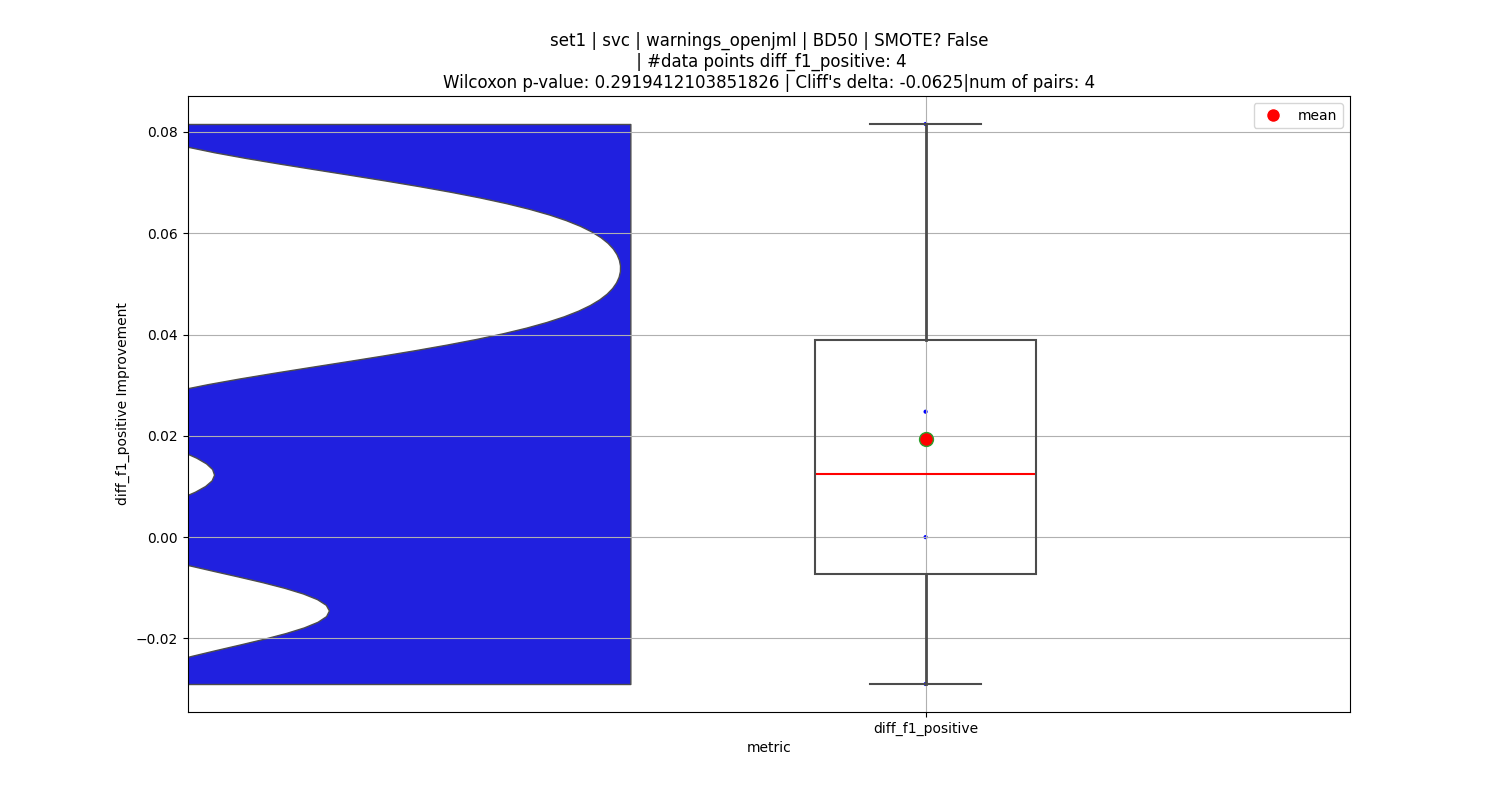 set1 | svc | warnings_openjml | BD50 | SMOTE? False
| #data points diff_f1_positive: 4
Wilcoxon p-value: 0.2919412103851826 | Cliff's delta: -0.0625|num of pairs: 4
mean
0.08
0.06
0.04
0.02
0.00
−0.02
diff_f1_positive Improvement
diff_f1_positive
metric